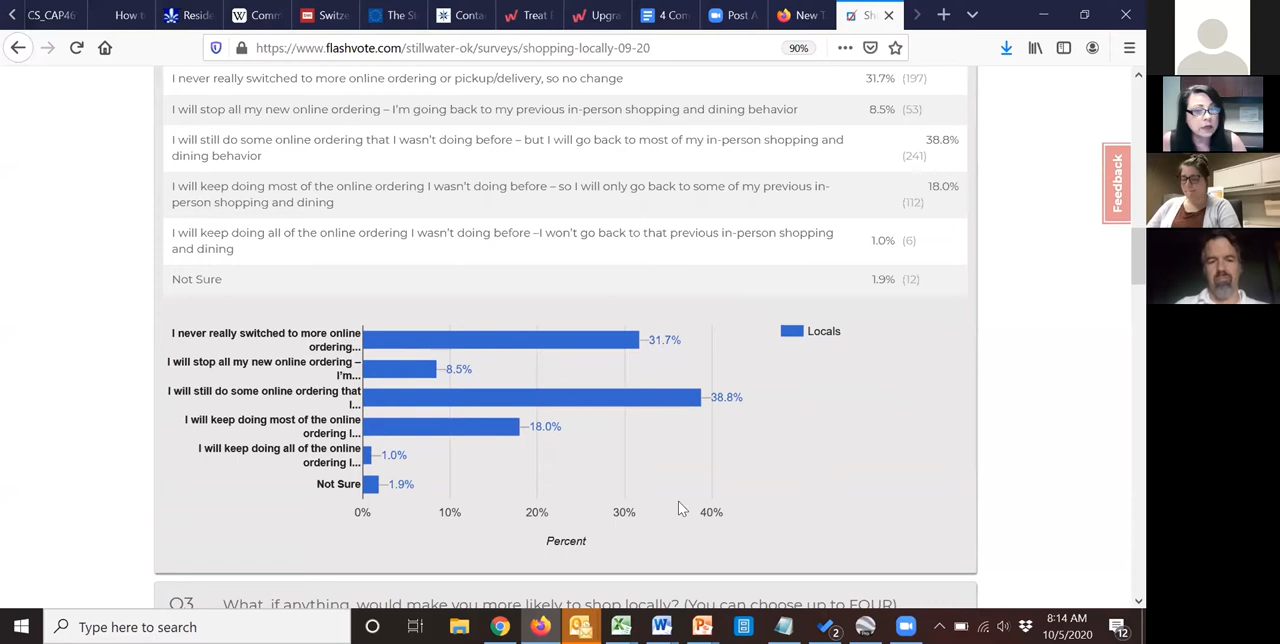 CS_CAP46
How t
Reside
Comm
Switze
The St
Conta
Treat F
Upgra
4 Com
Post A
New T
Sh
https://www.flashvote.com/stillwater-ok/surveys/shopping-locally-09-20
90%
I never really switched to more online ordering or pickup/delivery, so no change 31.7% (197)
I will stop all my new online ordering – I'm going back to my previous in-person shopping and dining behavior 8.5% (53)
I will still do some online ordering that I wasn't doing before – but I will go back to most of my in-person shopping and 38.8%
dining behavior (241)
I will keep doing most of the online ordering I wasn't doing before – so I will only go back to some of my previous in- 18.0%
person shopping and dining (112)
I will keep doing all of the online ordering I wasn't doing before –I won't go back to that previous in-person shopping
and dining 1.0% (6)
Not Sure 1.9% (12)
Feedback
I never really switched to more online
ordering... 31.7%
I will stop all my new online ordering –
I'm... 8.5%
I will still do some online ordering that
I... 38.8%
I will keep doing most of the online
ordering I... 18.0%
I will keep doing all of the online
ordering I... 1.0%
Not Sure 1.9%
Locals
0% 10% 20% 30% 40%
Percent
Q3 What, if anything, would make you more likely to shop locally? (You can choose up to FOUR)
Type here to search
2
8:14 AM
10/5/2020
12